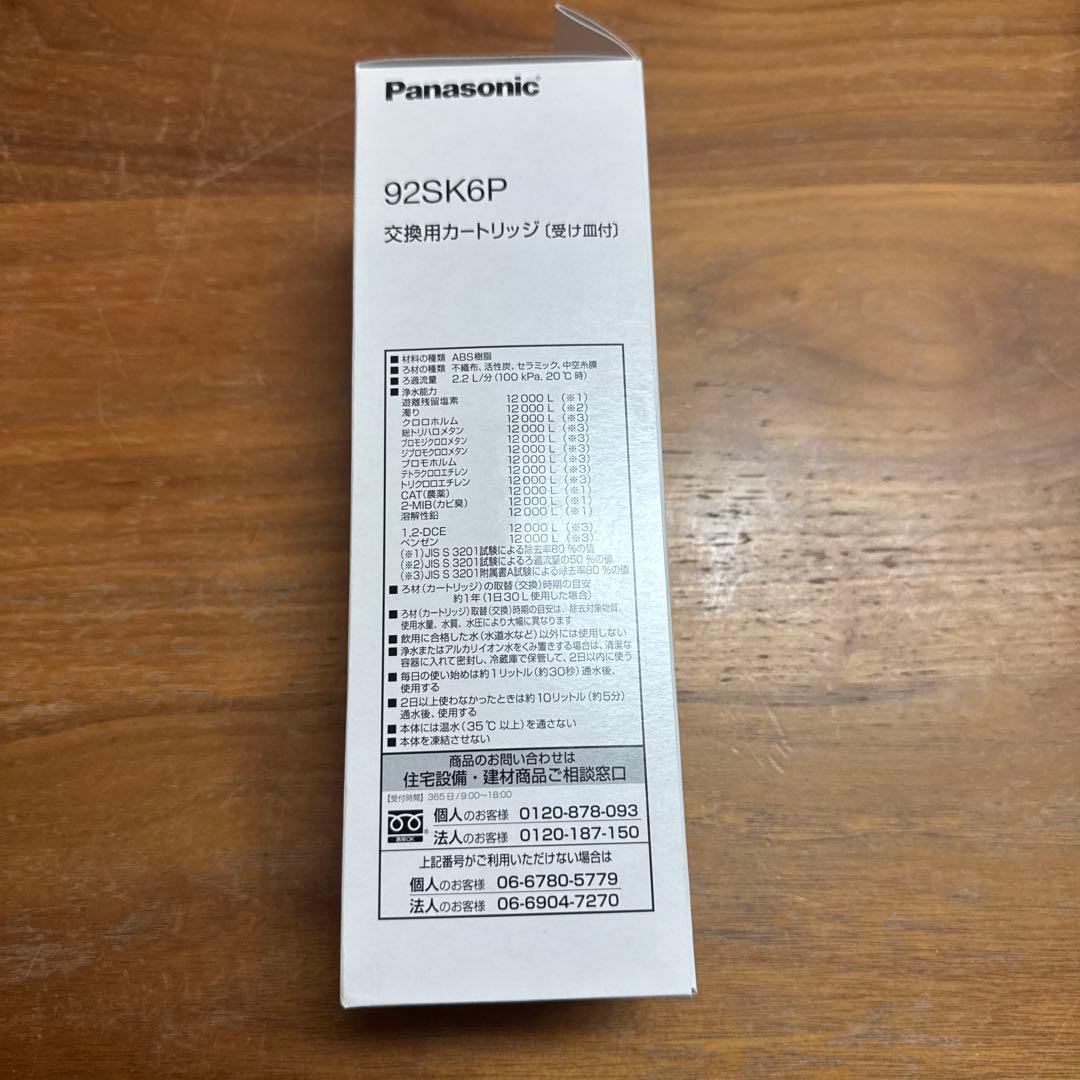 Panasonic
92SK6P
交換用カートリッジ〔受け皿付〕
■材料の種類 ABS樹脂
■ろ材の種類 不織布、活性炭、セラミック、中空糸膜
■ろ過流量 2.2 L/分(100 kPa, 20℃時)
■浄水能力
遊離残留塩素 12000 L (※1)
濁り 12000 L (※2)
クロロホルム 12000 L (※3)
総トリハロメタン 12000 L (※3)
ブロモジクロロメタン 12000 L (※3)
ジブロモクロロメタン 12000 L (※3)
ブロモホルム 12000 L (※3)
テトラクロロエチレン 12000 L (※3)
トリクロロエチレン 12000 L (※3)
CAT(農薬) 12000 L (※1)
2-MIB(カビ臭) 12000 L (※1)
溶解性鉛 12000 L (※1)
1,2-DCE 12000 L (※3)
ベンゼン 12000 L (※3)
(※1)JIS S 3201試験による除去率80 %の値
(※2)JIS S 3201試験によるろ過流量の50 %の値
(※3)JIS S 3201附属書A試験による除去率80 %の値
■ろ材(カートリッジ)の取替(交換)時期の目安
約1年(1日30L使用した場合)
■ろ材(カートリッジ)取替(交換)時期の目安は、除去対象物質、
使用水量、水質、水圧により大幅に異なります
■飲用に合格した水(水道水など)以外には使用しない
■浄水またはアルカリイオン水をくみ置きする場合は、清潔な
容器に入れて密封し、冷蔵庫で保管して、2日以内に使う
■毎日の使い始めは約1リットル(約30秒)通水後、
使用する
■2日以上使わなかったときは約10リットル(約5分)
通水後、使用する
■本体には温水(35℃以上)を通さない
■本体を凍結させない
商品のお問い合わせは
住宅設備・建材商品ご相談窓口
【受付時間】365日/9:00〜18:00
個人のお客様 0120-878-093
携帯OK
法人のお客様 0120-187-150
上記番号がご利用いただけない場合は
個人のお客様 06-6780-5779
法人のお客様 06-6904-7270